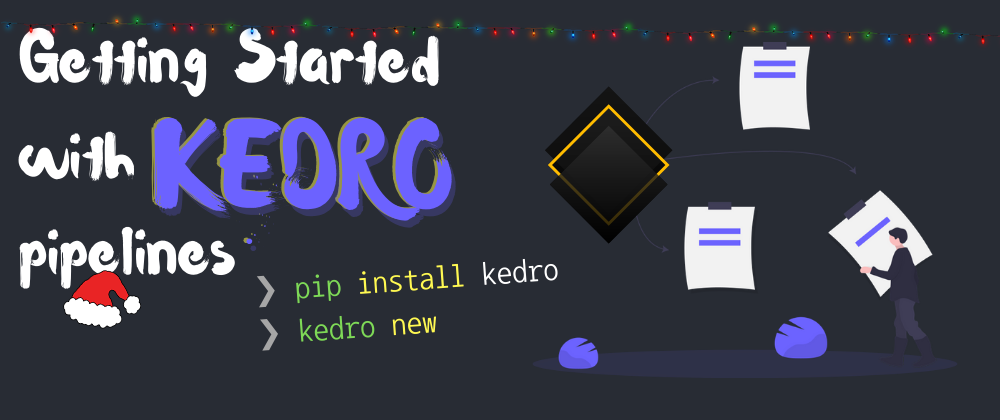 Getting Started
with KEDRO
pipelines
❯ pip install kedro
❯ kedro new